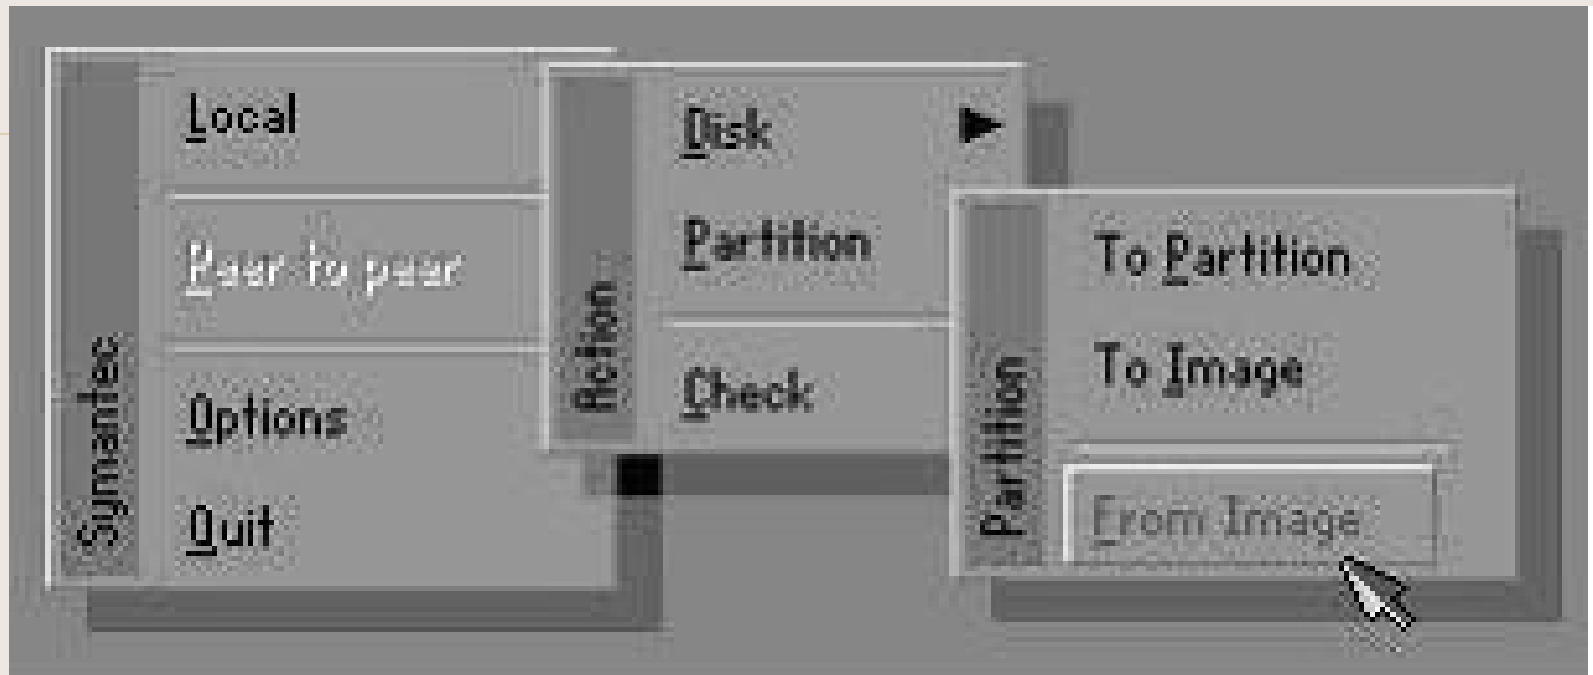 Symantec
Local
Peer to peer
Options
Quit
Action
Disk
Partition
Check
Partition
To Partition
To Image
From Image